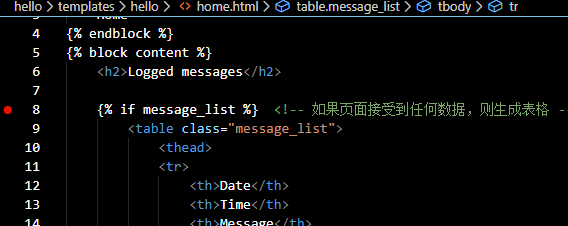 hello > templates > hello > <> home.html > table.message_list > tbody > tr
4 {% endblock %}
5 {% block content %}
6 <h2>Logged messages</h2>
7
8 {% if message_list %} <!-- 如果页面接受到任何数据，则生成表格 -
9 <table class="message_list">
10 <thead>
11 <tr>
12 <th>Date</th>
13 <th>Time</th>
14 <th>Message</th>